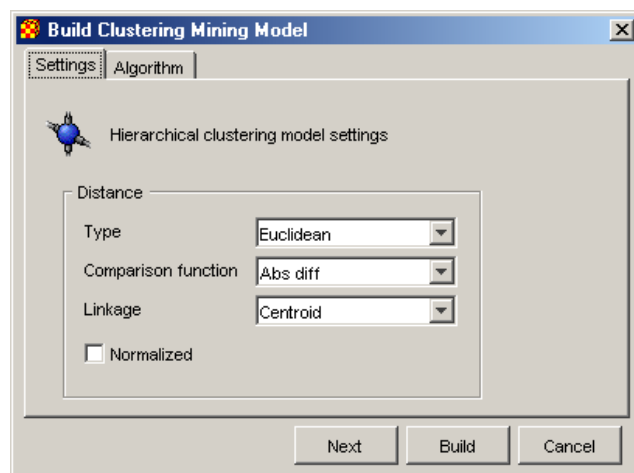 Build Clustering Mining Model
Settings
Algorithm
Hierarchical clustering model settings
Distance
Type
Euclidean
Comparison function
Abs diff
Linkage
Centroid
Normalized
Next
Build
Cancel